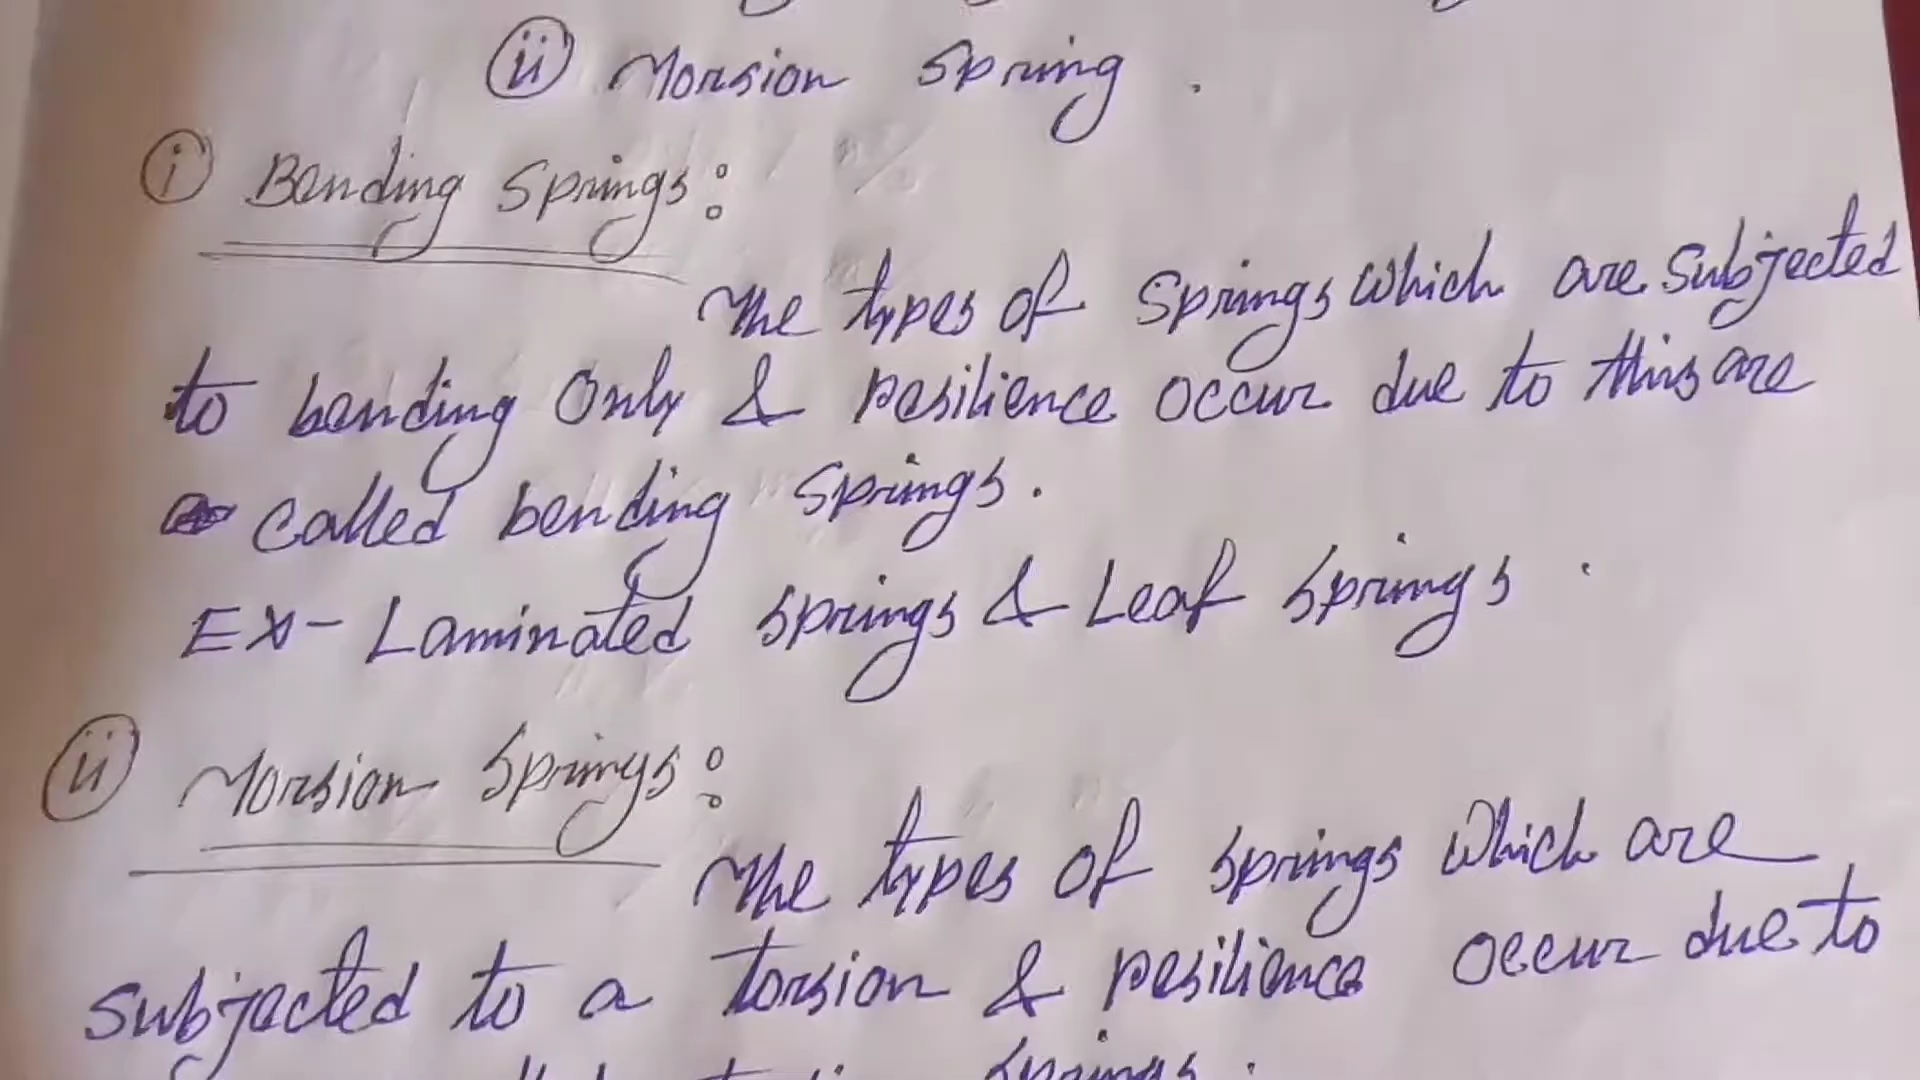 (ii) Torsion Spring.
(i) Bending Springs:
The types of Springs which are Subjected
to bending Only & resilience occur due to this are
called bending Springs.
EX- Laminated Springs & Leaf Springs.
(ii) Torsion Springs:
The types of springs which are
subjected to a torsion & resilience occur due to
springs.